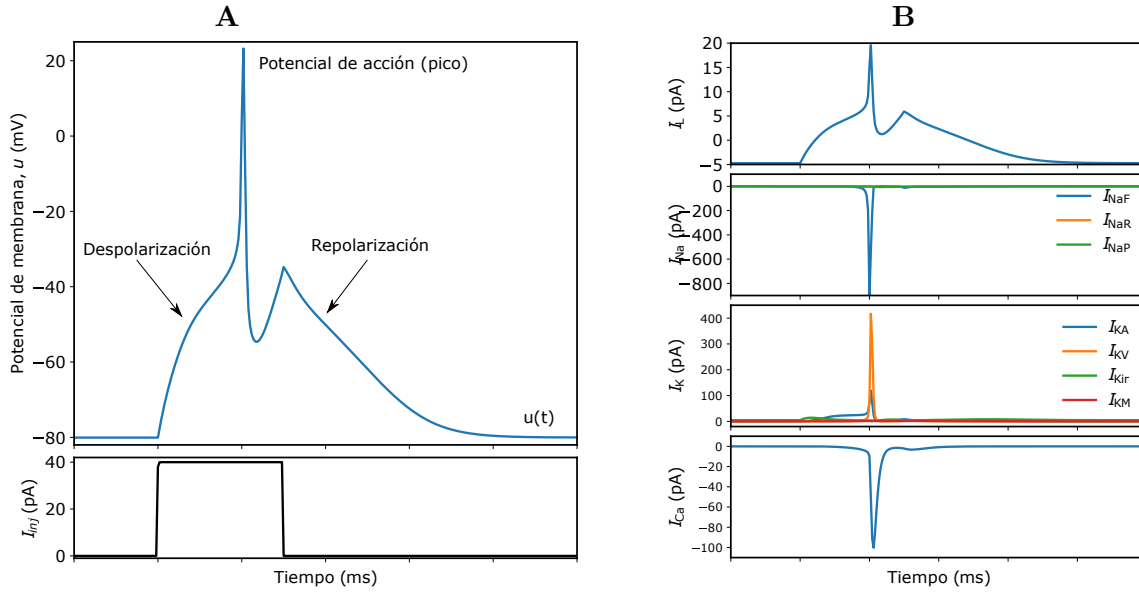 A
Potencial de membrana, u (mV)
20
0
−20
−40
−60
−80
Potencial de acción (pico)
Despolarización
Repolarización
u(t)
I_inj (pA)
40
20
0
Tiempo (ms)
B
I_L (pA)
20
15
10
5
0
−5
I_Na (pA)
0
−200
−400
−600
−800
I_NaF
I_NaR
I_NaP
I_K (pA)
400
300
200
100
0
I_KA
I_KV
I_Kir
I_KM
I_Ca (pA)
0
−20
−40
−60
−80
−100
Tiempo (ms)